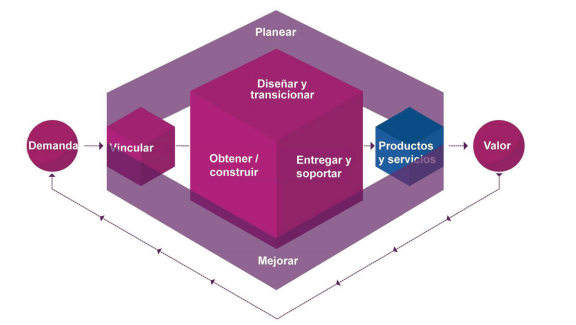 Planear
Diseñar y
transicionar
Demanda
Vincular
Obtener /
construir
Entregar y
soportar
Productos
y servicios
Valor
Mejorar